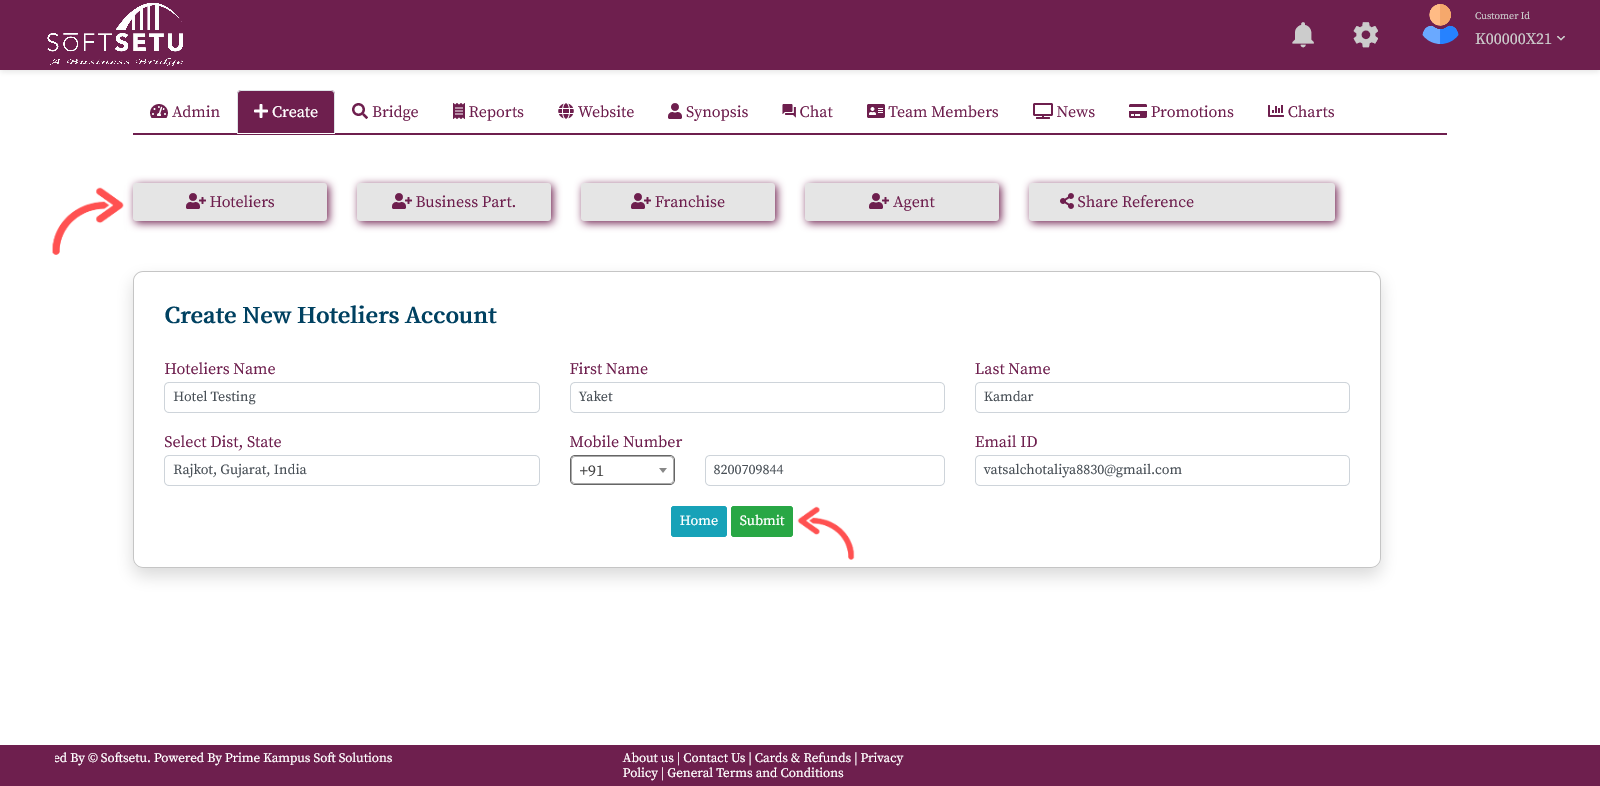 SOFTSETU
A Business Bridge
Customer Id
K00000X21
Admin Create Bridge Reports Website Synopsis Chat Team Members News Promotions Charts
Hoteliers Business Part. Franchise Agent Share Reference
Create New Hoteliers Account
Hoteliers Name First Name Last Name
Hotel Testing Yaket Kamdar
Select Dist, State Mobile Number Email ID
Rajkot, Gujarat, India +91 8200709844 vatsalchotaliya8830@gmail.com
Home Submit
ed By © Softsetu. Powered By Prime Kampus Soft Solutions
About us | Contact Us | Cards & Refunds | Privacy
Policy | General Terms and Conditions